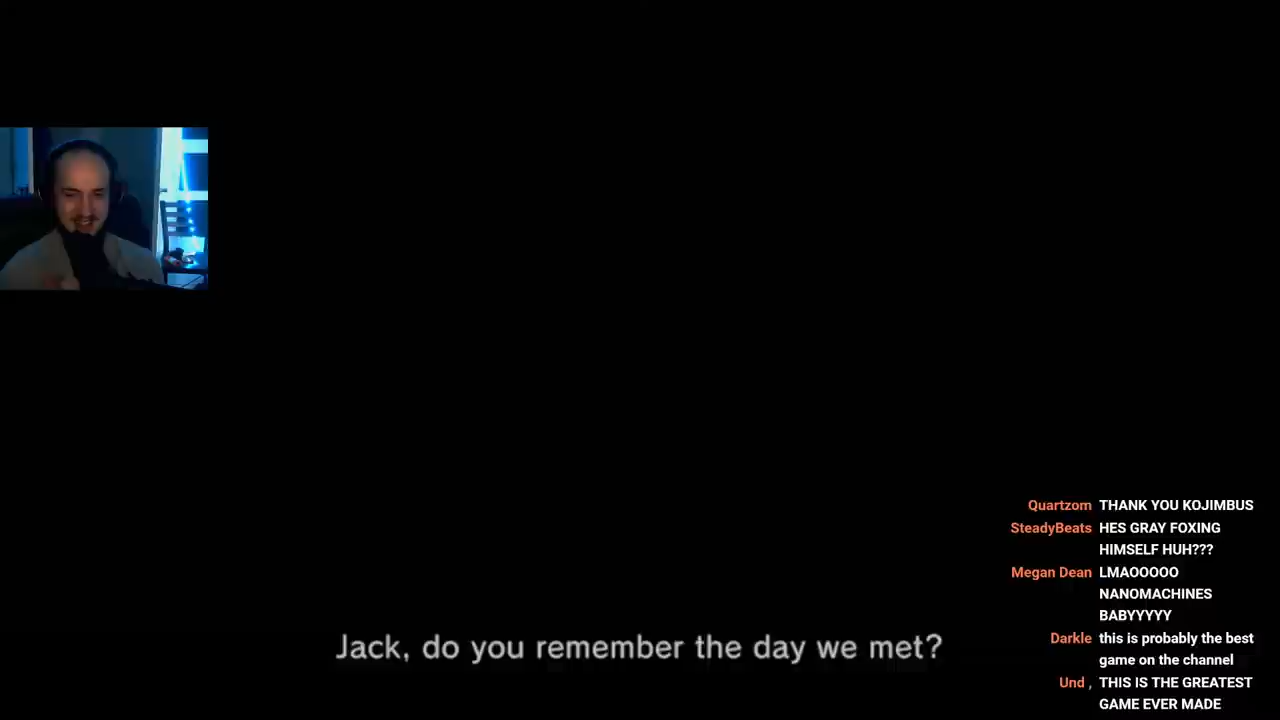 Quartzom THANK YOU KOJIMBUS
SteadyBeats HES GRAY FOXING
HIMSELF HUH???
Megan Dean LMAOOOOO
NANOMACHINES
BABYYYYY
Darkle this is probably the best
game on the channel
Und , THIS IS THE GREATEST
GAME EVER MADE
Jack, do you remember the day we met?